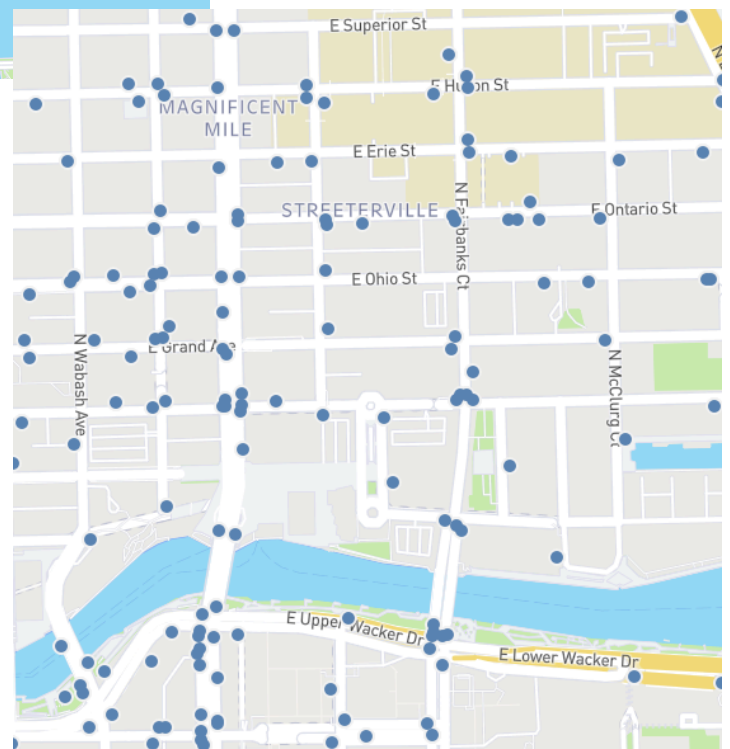 E Superior St
E Huron St
MAGNIFICENT
MILE
E Erie St
STREETERVILLE
E Ontario St
N Fairbanks Ct
E Ohio St
E Grand Ave
N Wabash Ave
N McClurg Ct
E Upper Wacker Dr
E Lower Wacker Dr